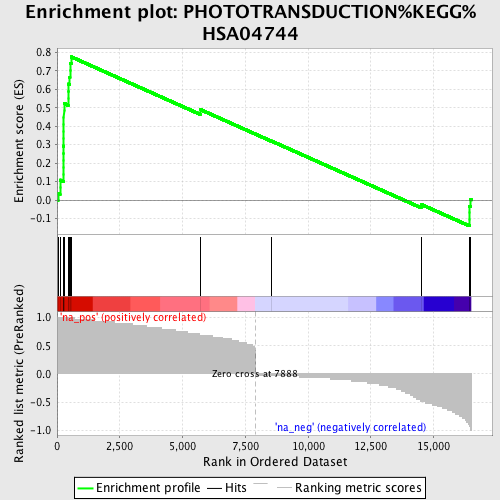 Enrichment plot: PHOTOTRANSDUCTION%KEGG%
HSA04744
Enrichment score (ES)
0.8
0.7
0.6
0.5
0.4
0.3
0.2
0.1
0.0
-0.1
'na_pos' (positively correlated)
Ranked list metric (PreRanked)
1.0
0.5
0.0
-0.5
-1.0
Zero cross at 7888
'na_neg' (negatively correlated)
0
2,500
5,000
7,500
10,000
12,500
15,000
Rank in Ordered Dataset
Enrichment profile
Hits
Ranking metric scores